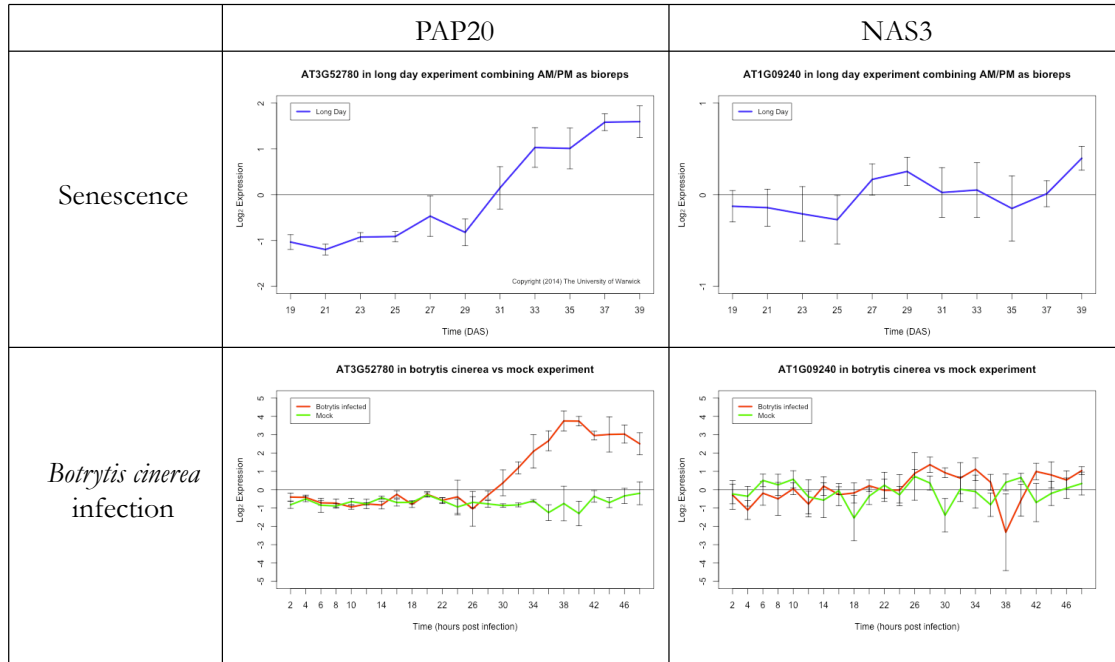 PAP20
NAS3
Senescence
AT3G52780 in long day experiment combining AM/PM as bioreps
Long Day
Log₂ Expression
2
1
0
-1
-2
Copyright (2014) The University of Warwick
19 21 23 25 27 29 31 33 35 37 39
Time (DAS)
AT1G09240 in long day experiment combining AM/PM as bioreps
Long Day
Log₂ Expression
1
0
-1
19 21 23 25 27 29 31 33 35 37 39
Time (DAS)
Botrytis cinerea
infection
AT3G52780 in botrytis cinerea vs mock experiment
Botrytis infected
Mock
Log₂ Expression
5
4
3
2
1
0
-1
-2
-3
-4
-5
2 4 6 8 10 14 18 22 26 30 34 38 42 46
Time (hours post infection)
AT1G09240 in botrytis cinerea vs mock experiment
Botrytis infected
Mock
Log₂ Expression
5
4
3
2
1
0
-1
-2
-3
-4
-5
2 4 6 8 10 14 18 22 26 30 34 38 42 46
Time (hours post infection)